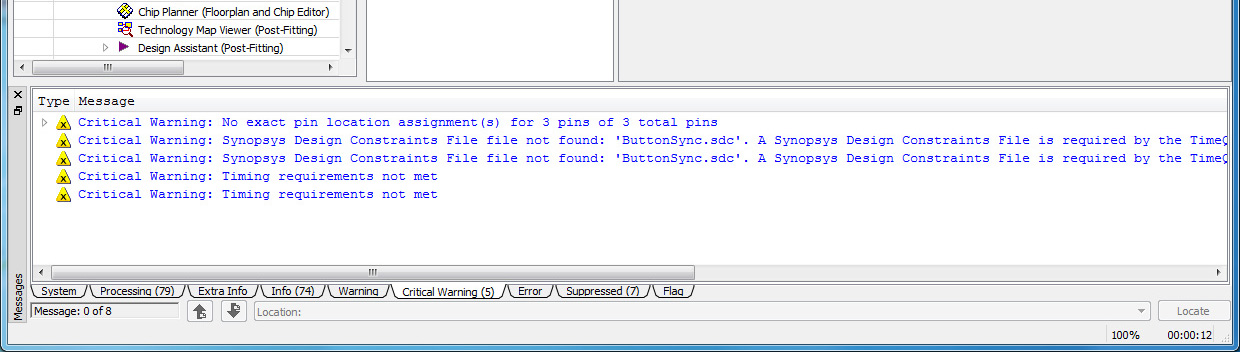 Chip Planner (Floorplan and Chip Editor)
Technology Map Viewer (Post-Fitting)
Design Assistant (Post-Fitting)
Type Message
Critical Warning: No exact pin location assignment(s) for 3 pins of 3 total pins
Critical Warning: Synopsys Design Constraints File file not found: 'ButtonSync.sdc'. A Synopsys Design Constraints File is required by the TimeQ
Critical Warning: Synopsys Design Constraints File file not found: 'ButtonSync.sdc'. A Synopsys Design Constraints File is required by the TimeQ
Critical Warning: Timing requirements not met
Critical Warning: Timing requirements not met
Messages
System Processing (79) Extra Info Info (74) Warning Critical Warning (5) Error Suppressed (7) Flag
Message: 0 of 8 Location: Locate
100% 00:00:12